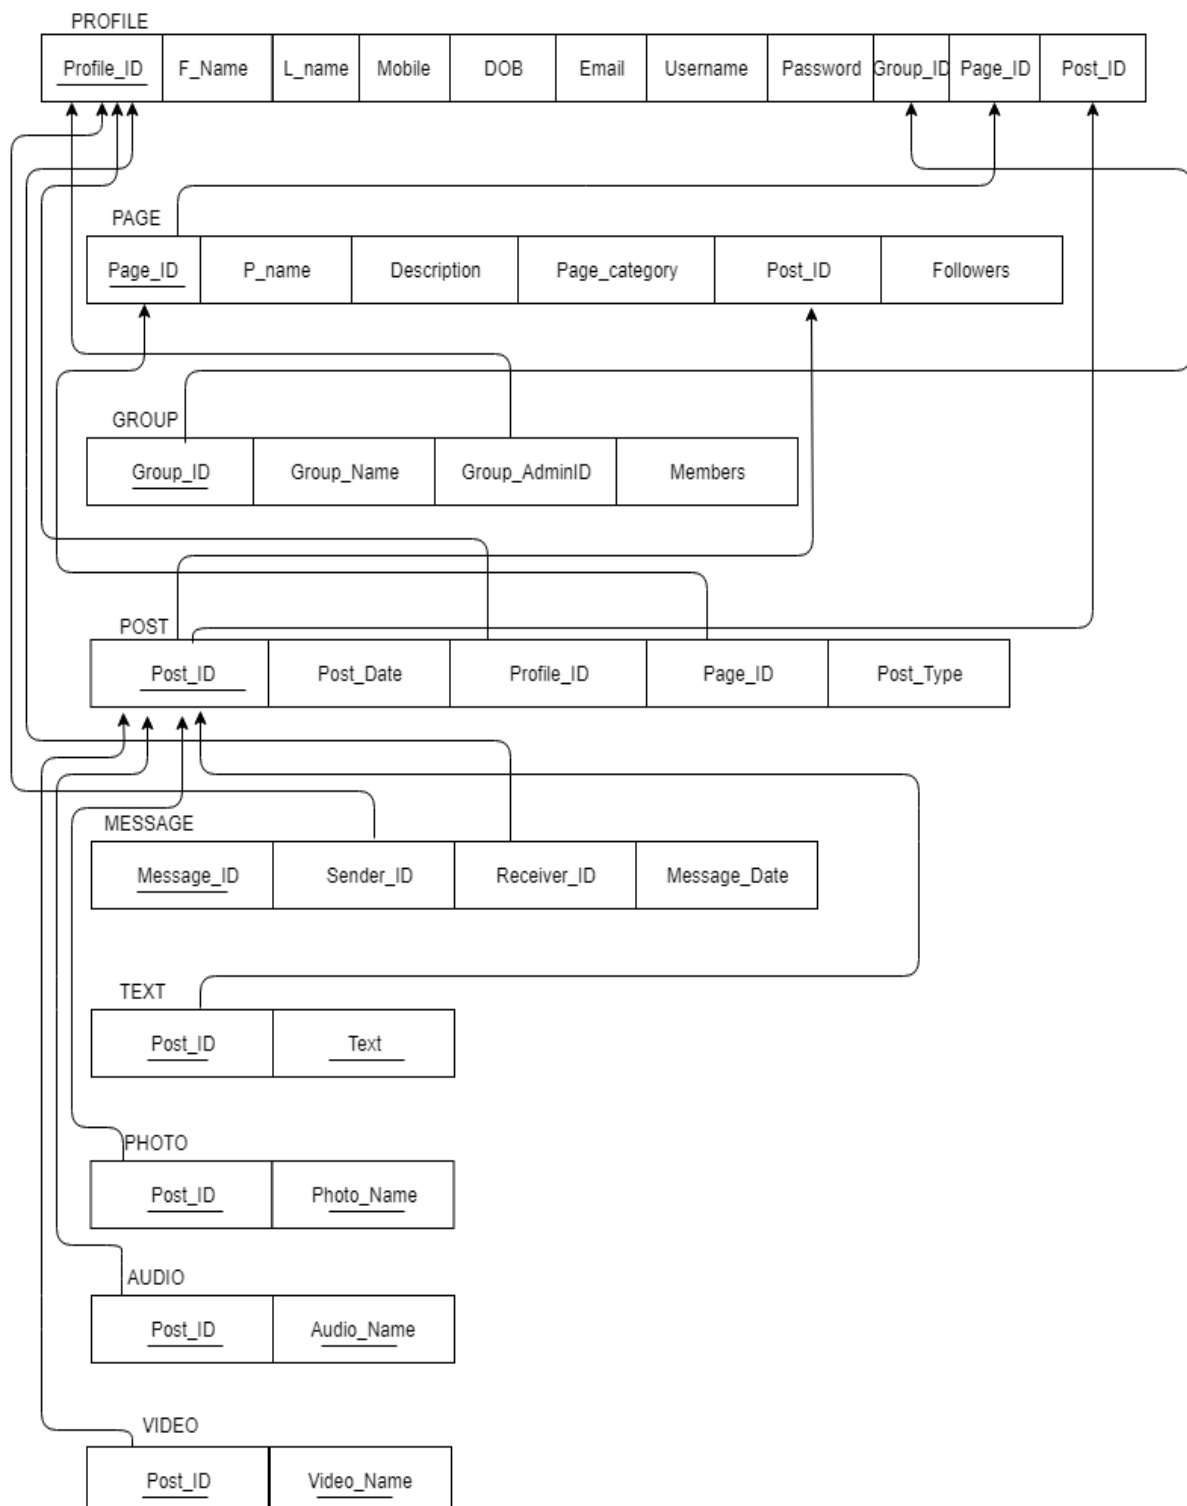 PROFILE
Profile_ID F_Name L_name Mobile DOB Email Username Password Group_ID Page_ID Post_ID
PAGE
Page_ID P_name Description Page_category Post_ID Followers
GROUP
Group_ID Group_Name Group_AdminID Members
POST
Post_ID Post_Date Profile_ID Page_ID Post_Type
MESSAGE
Message_ID Sender_ID Receiver_ID Message_Date
TEXT
Post_ID Text
PHOTO
Post_ID Photo_Name
AUDIO
Post_ID Audio_Name
VIDEO
Post_ID Video_Name